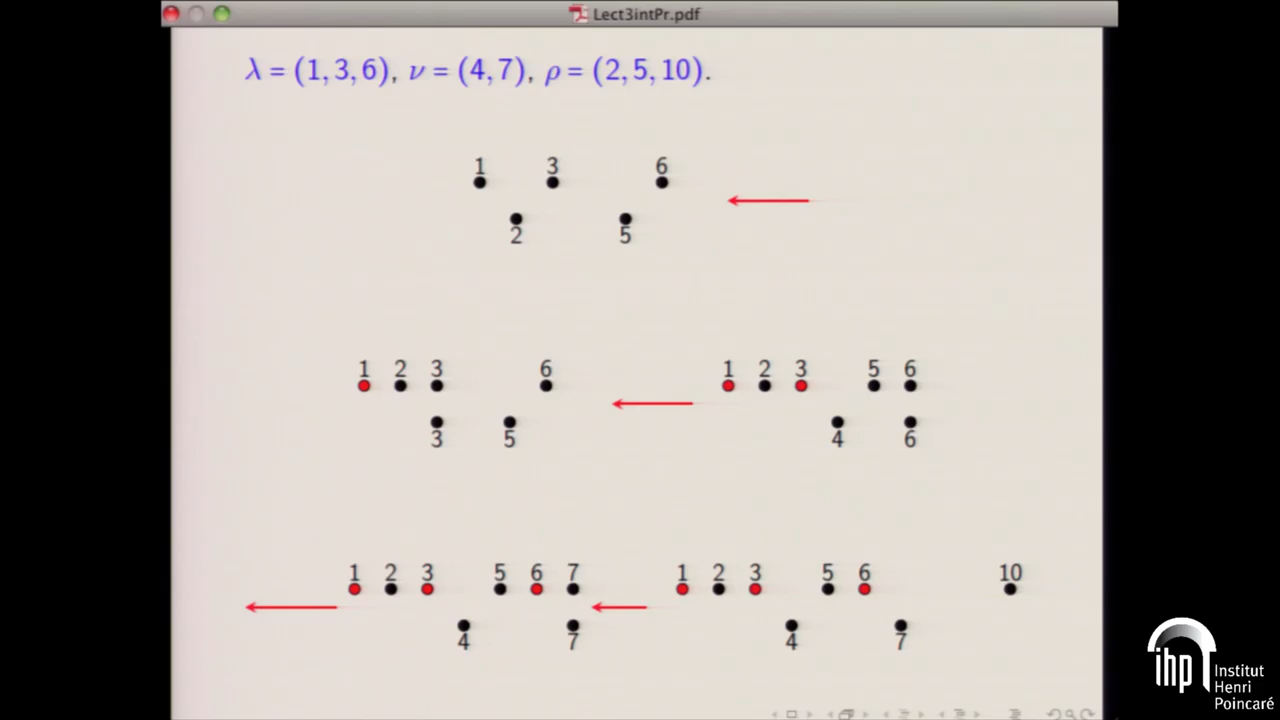 Lect3intPr.pdf
λ = (1, 3, 6), ν = (4, 7), ρ = (2, 5, 10).
1 3 6
2 5
1 2 3 6 1 2 3 5 6
3 5 4 6
1 2 3 5 6 7 1 2 3 5 6 10
4 7 4 7
ihp Institut
Henri
Poincaré